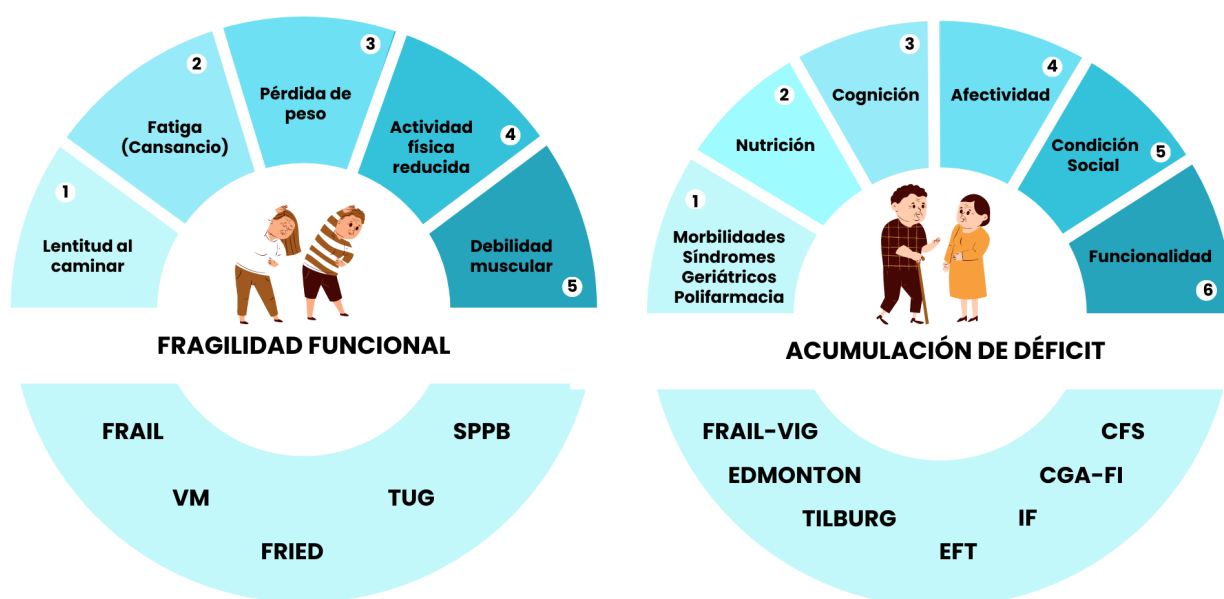 1
Lentitud al
caminar
2
Fatiga
(Cansancio)
3
Pérdida de
peso
4
Actividad
física
reducida
Debilidad
muscular
5
FRAGILIDAD FUNCIONAL
FRAIL
SPPB
VM
TUG
FRIED
1
Morbilidades
Síndromes
Geriátricos
Polifarmacia
2
Nutrición
3
Cognición
4
Afectividad
Condición
Social
5
Funcionalidad
6
ACUMULACIÓN DE DÉFICIT
FRAIL-VIG
CFS
EDMONTON
CGA-FI
TILBURG
IF
EFT